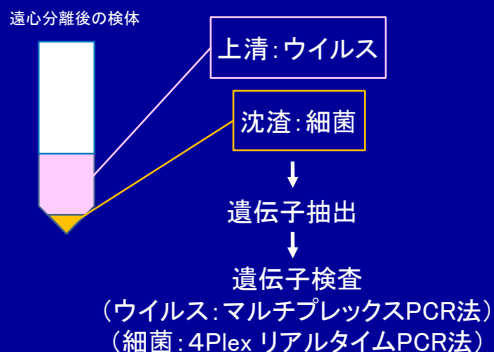 遠心分離後の検体
上清：ウイルス
沈渣：細菌
遺伝子抽出
遺伝子検査
（ウイルス：マルチプレックスPCR法）
（細菌：4Plex リアルタイムPCR法）